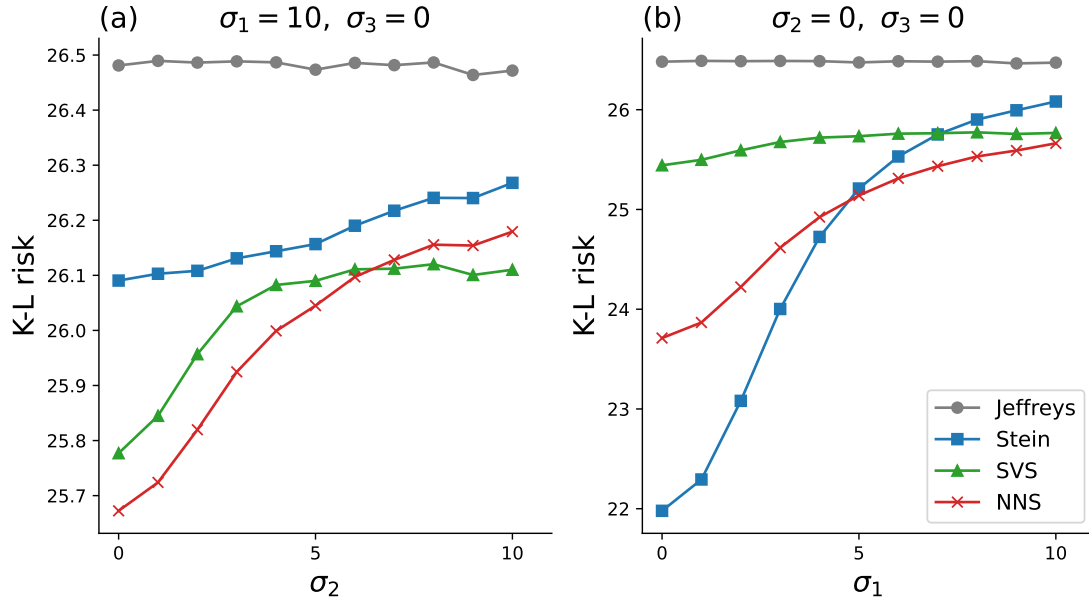 (a)
σ₁ = 10, σ₃ = 0
K-L risk
26.5
26.4
26.3
26.2
26.1
26.0
25.9
25.8
25.7
0
5
10
σ₂
(b)
σ₂ = 0, σ₃ = 0
K-L risk
26
25
24
23
22
0
5
10
σ₁
Jeffreys
Stein
SVS
NNS